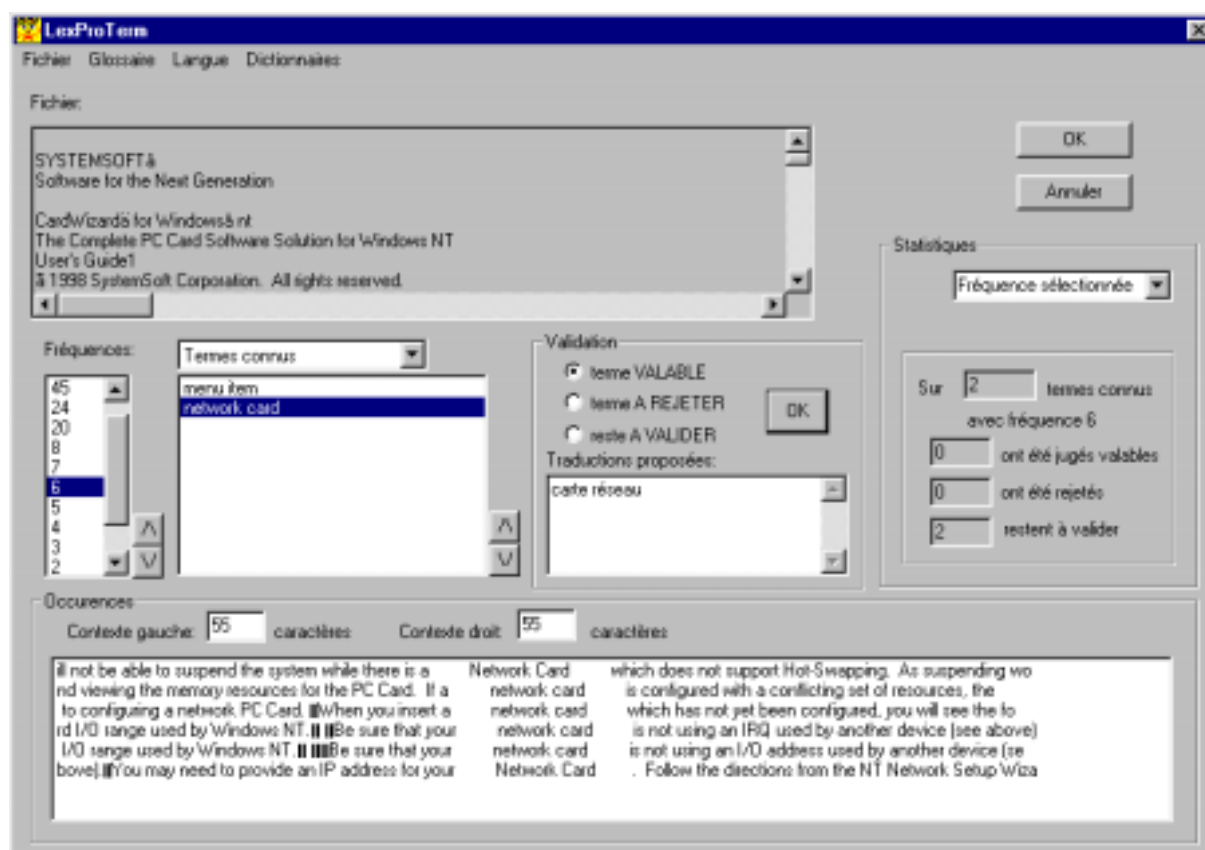 LexProTerm
Fichier Glossaire Langue Dictionnaires
Fichier:
SYSTEMSOFTâ
Software for the Next Generation
CardWizardä for Windowsâ nt
The Complete PC Card Software Solution for Windows NT
User's Guide1
ã 1998 SystemSoft Corporation. All rights reserved.
OK
Annuler
Statistiques
Fréquence sélectionnée
Sur 2 termes connus
avec fréquence 6
0 ont été jugés valables
0 ont été rejetés
2 restent à valider
Fréquences:
45
24
20
8
7
6
5
4
3
2
Termes connus
menu item
network card
Validation
terme VALABLE
terme A REJETER
reste A VALIDER
OK
Traductions proposées:
carte réseau
Occurences
Contexte gauche: 55 caractères Contexte droit: 55 caractères
ill not be able to suspend the system while there is a Network Card which does not support Hot-Swapping. As suspending wo
nd viewing the memory resources for the PC Card. If a network card is configured with a conflicting set of resources, the
to configuring a network PC Card. When you insert a network card which has not yet been configured, you will see the fo
rd I/O range used by Windows NT. Be sure that your network card is not using an IRQ used by another device (see above)
I/O range used by Windows NT. Be sure that your network card is not using an I/O address used by another device (se
bove). You may need to provide an IP address for your Network Card . Follow the directions from the NT Network Setup Wiza